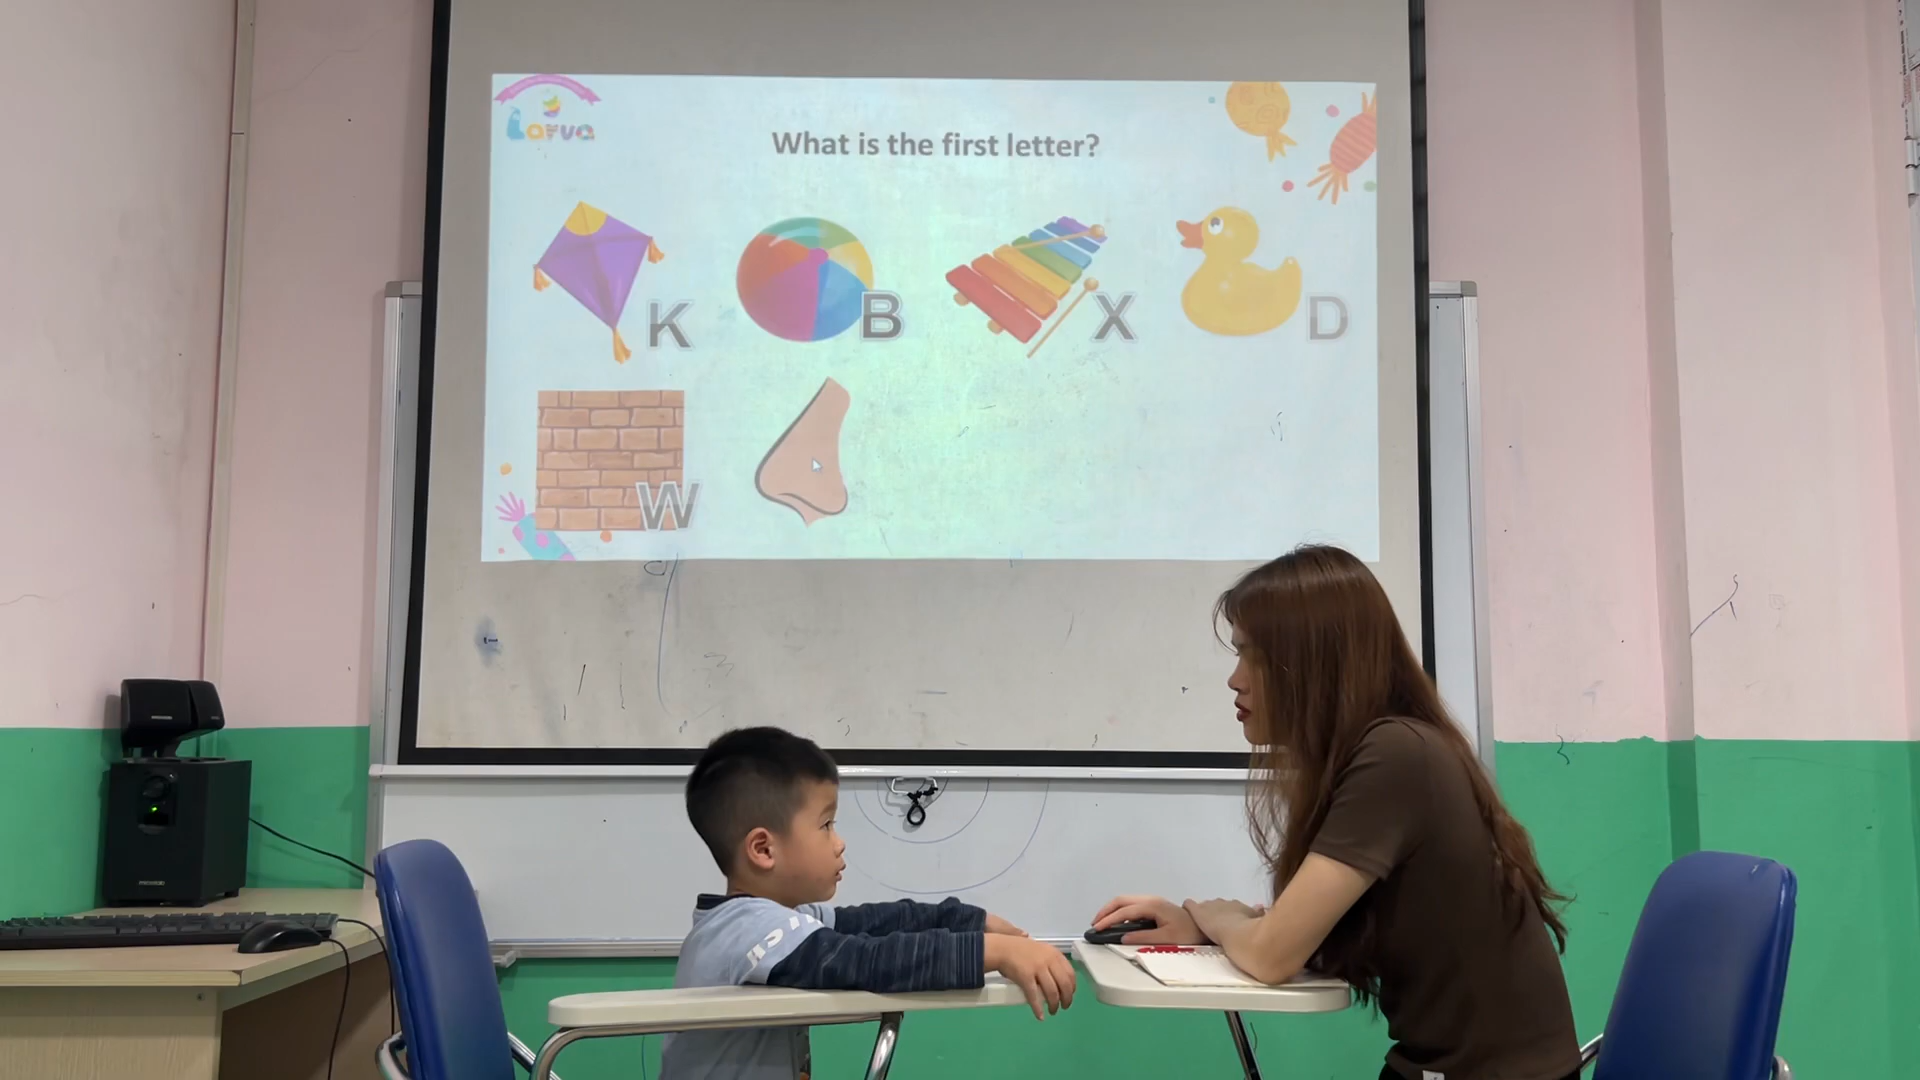 Larva
What is the first letter?
K B X D
W